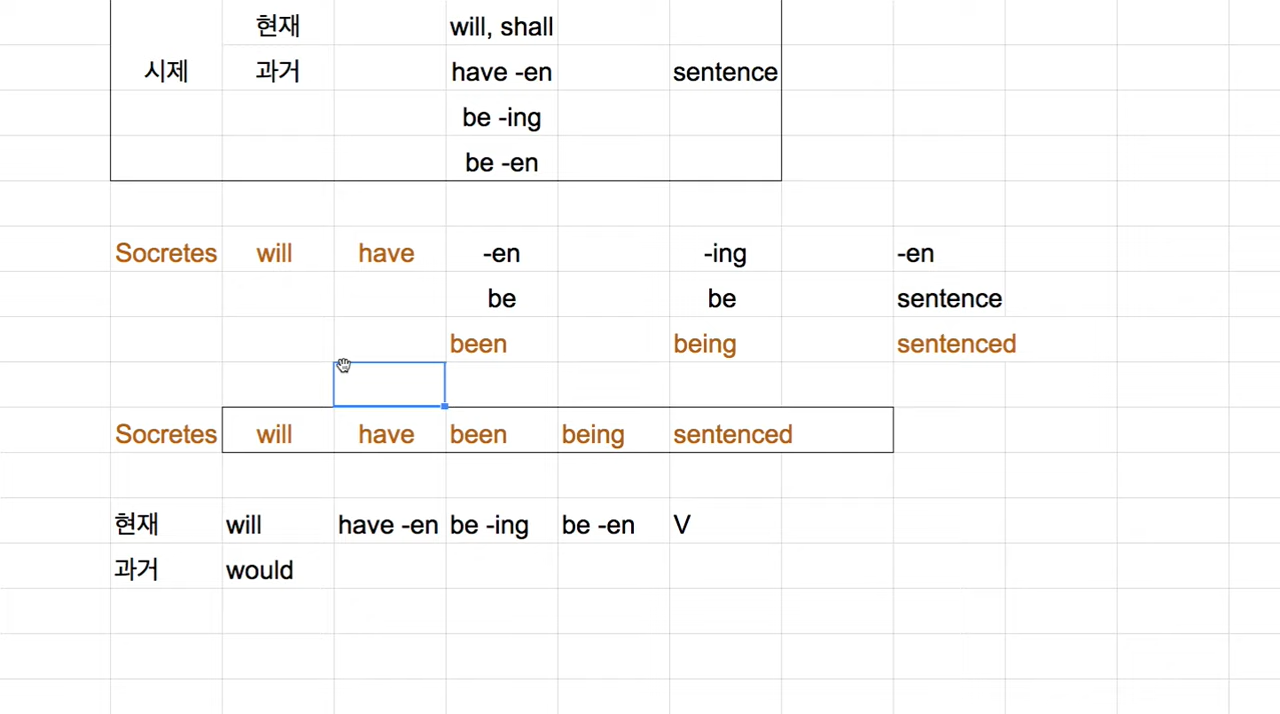 현재 will, shall
시제 과거 have -en sentence
be -ing
be -en
Socretes will have -en -ing -en
be be sentence
been being sentenced
Socretes will have been being sentenced
현재 will have -en be -ing be -en V
과거 would